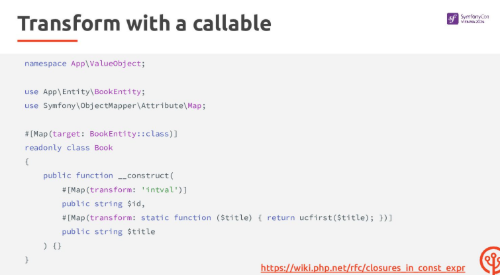 Transform with a callable
SymfonyCon
namespace App\ValueObject;
use App\Entity\BookEntity;
use Symfony\ObjectMapper\Attribute\Map;
#[Map(target: BookEntity::class)]
readonly class Book
{
public function __construct(
#[Map(transform: 'intval')]
public string $id,
#[Map(transform: static function ($title) { return ucfirst($title); })]
public string $title
) {}
}
https://wiki.php.net/rfc/closures_in_const_expr